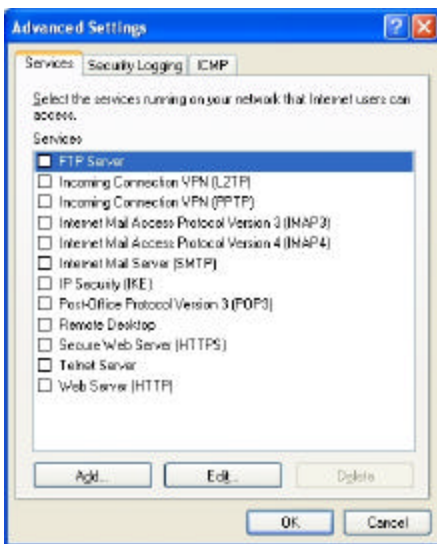 Advanced Settings
Services Security Logging ICMP
Select the services running on your network that Internet users can
access.
Services
FTP Server
Incoming Connection VPN (L2TP)
Incoming Connection VPN (PPTP)
Internet Mail Access Protocol Version 3 (IMAP3)
Internet Mail Access Protocol Version 4 (IMAP4)
Internet Mail Server (SMTP)
IP Security (IKE)
Post-Office Protocol Version 3 (POP3)
Remote Desktop
Secure Web Server (HTTPS)
Telnet Server
Web Server (HTTP)
Add... Edit... Delete
OK Cancel